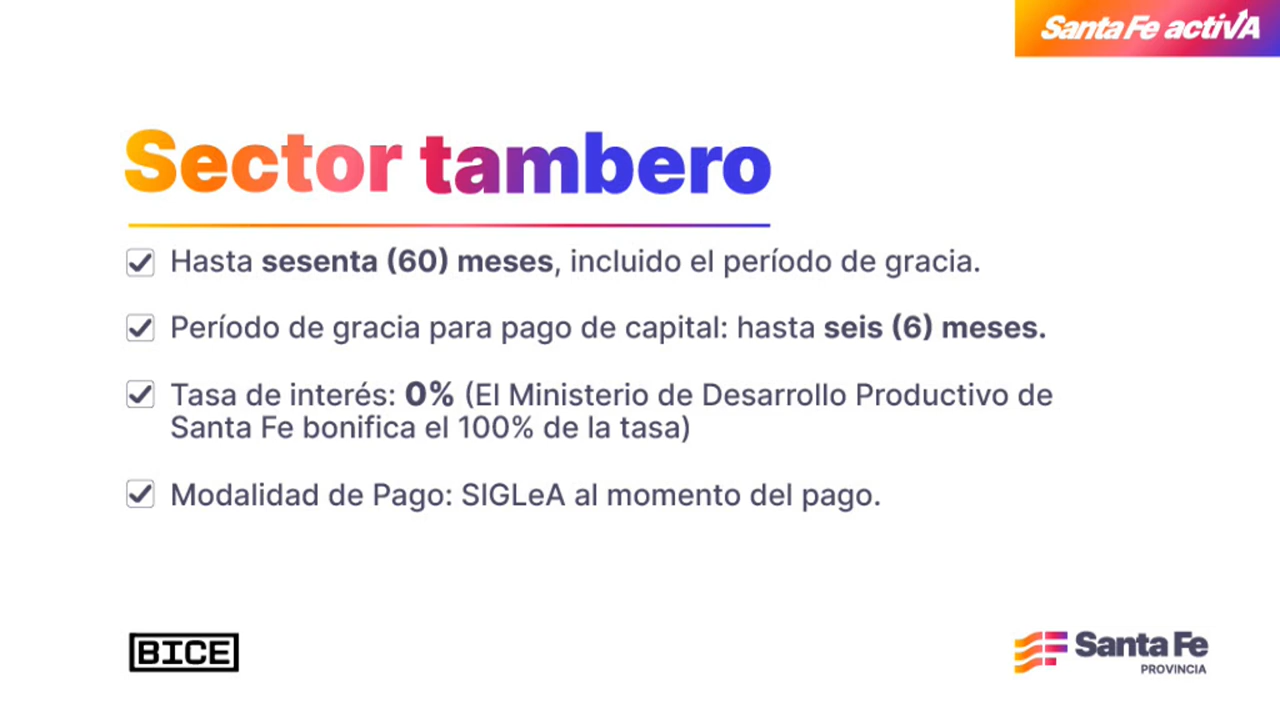 Santa Fe activA
Sector tambero
Hasta sesenta (60) meses, incluido el período de gracia.
Período de gracia para pago de capital: hasta seis (6) meses.
Tasa de interés: 0% (El Ministerio de Desarrollo Productivo de
Santa Fe bonifica el 100% de la tasa)
Modalidad de Pago: SIGLeA al momento del pago.
BICE
Santa Fe
PROVINCIA